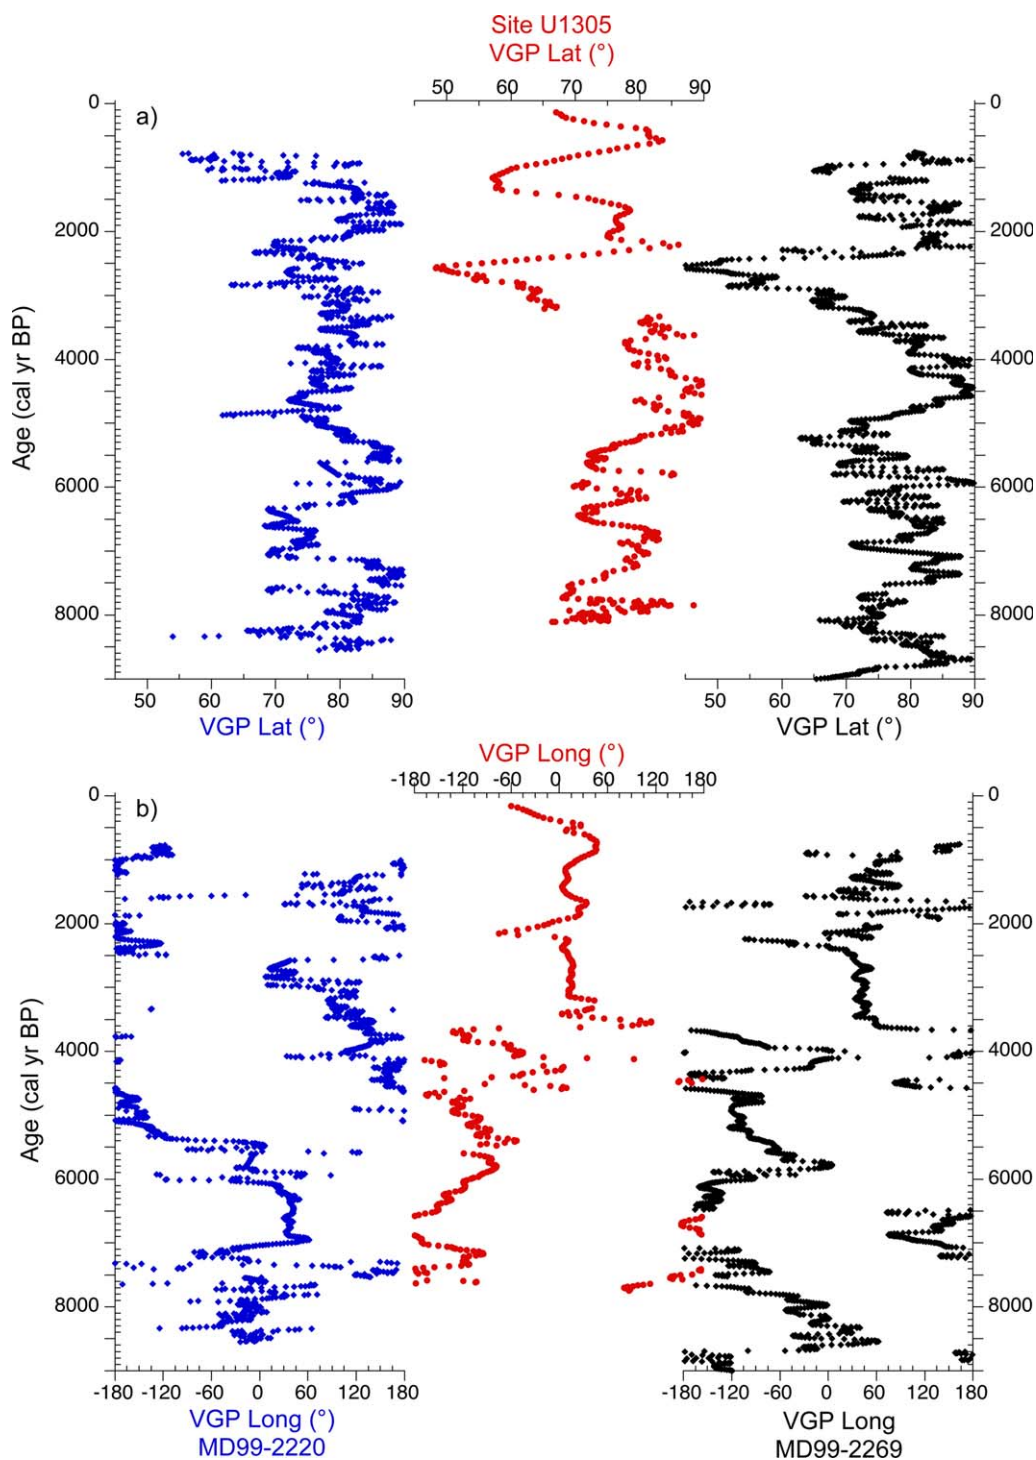 Site U1305
VGP Lat (°)
50 60 70 80 90
a)
0 0
2000 2000
4000 4000
6000 6000
8000 8000
Age (cal yr BP)
50 60 70 80 90 50 60 70 80 90
VGP Lat (°) VGP Lat (°)
VGP Long (°)
-180 -120 -60 0 60 120 180
b)
0 0
2000 2000
4000 4000
6000 6000
8000 8000
Age (cal yr BP)
-180 -120 -60 0 60 120 180 -180 -120 -60 0 60 120 180
VGP Long (°) VGP Long
MD99-2220 MD99-2269